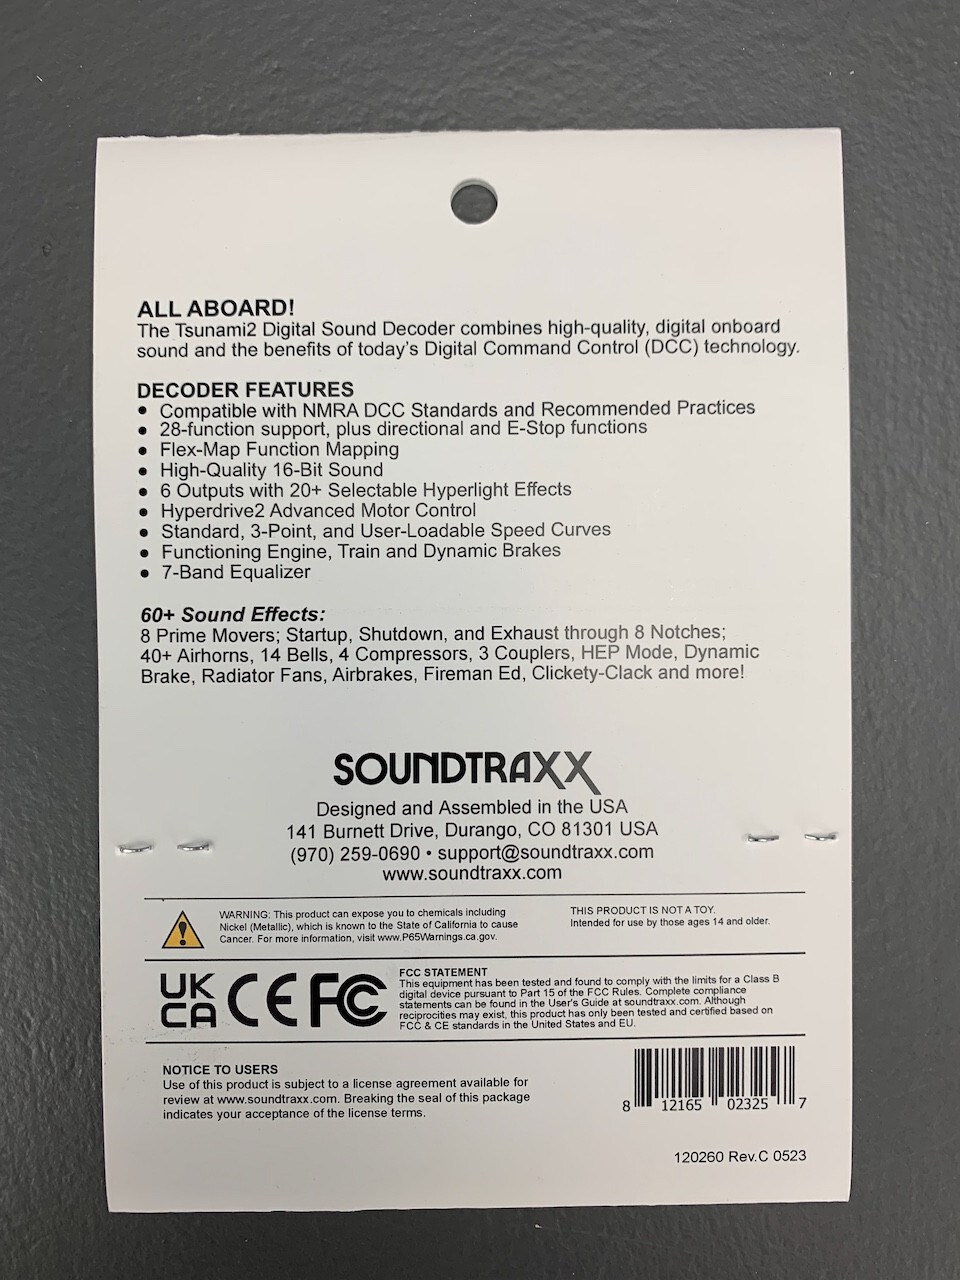 ALL ABOARD!
The Tsunami2 Digital Sound Decoder combines high-quality, digital onboard
sound and the benefits of today's Digital Command Control (DCC) technology.
DECODER FEATURES
• Compatible with NMRA DCC Standards and Recommended Practices
• 28-function support, plus directional and E-Stop functions
• Flex-Map Function Mapping
• High-Quality 16-Bit Sound
• 6 Outputs with 20+ Selectable Hyperlight Effects
• Hyperdrive2 Advanced Motor Control
• Standard, 3-Point, and User-Loadable Speed Curves
• Functioning Engine, Train and Dynamic Brakes
• 7-Band Equalizer
60+ Sound Effects:
8 Prime Movers; Startup, Shutdown, and Exhaust through 8 Notches;
40+ Airhorns, 14 Bells, 4 Compressors, 3 Couplers, HEP Mode, Dynamic
Brake, Radiator Fans, Airbrakes, Fireman Ed, Clickety-Clack and more!
SOUNDTRAXX
Designed and Assembled in the USA
141 Burnett Drive, Durango, CO 81301 USA
(970) 259-0690 • support@soundtraxx.com
www.soundtraxx.com
WARNING: This product can expose you to chemicals including
Nickel (Metallic), which is known to the State of California to cause
Cancer. For more information, visit www.P65Warnings.ca.gov.
THIS PRODUCT IS NOT A TOY.
Intended for use by those ages 14 and older.
UK
CA
CE FC
FCC STATEMENT
This equipment has been tested and found to comply with the limits for a Class B
digital device pursuant to Part 15 of the FCC Rules. Complete compliance
statements can be found in the User's Guide at soundtraxx.com. Although
reciprocities may exist, this product has only been tested and certified based on
FCC & CE standards in the United States and EU.
NOTICE TO USERS
Use of this product is subject to a license agreement available for
review at www.soundtraxx.com. Breaking the seal of this package
indicates your acceptance of the license terms.
8 12165 02325 7
120260 Rev.C 0523